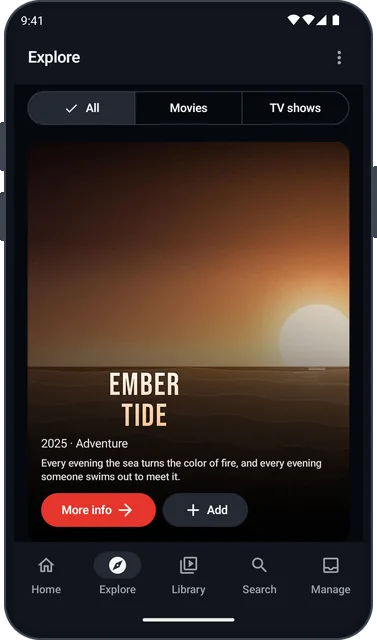 9:41
Explore
All
Movies
TV shows
EMBER
TIDE
2025 · Adventure
Every evening the sea turns the color of fire, and every evening
someone swims out to meet it.
More info
Add
Home
Explore
Library
Search
Manage